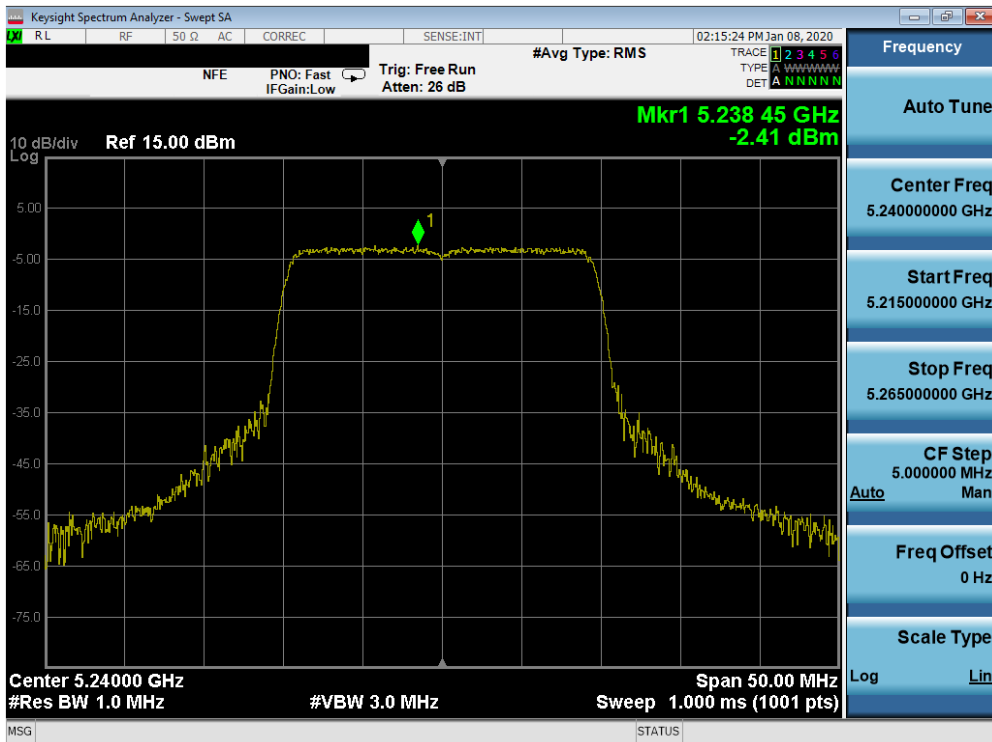 Keysight Spectrum Analyzer - Swept SA
LXI RL RF 50 Ω AC CORREC SENSE:INT 02:15:24 PM Jan 08, 2020
Frequency
NFE PNO: Fast IFGain:Low Trig: Free Run Atten: 26 dB #Avg Type: RMS
TRACE 1 2 3 4 5 6
TYPE A WWWWW
DET A N N N N N
Mkr1 5.238 45 GHz
-2.41 dBm
10 dB/div Ref 15.00 dBm
Log
5.00
-5.00
-15.0
-25.0
-35.0
-45.0
-55.0
-65.0
-75.0
1
Center 5.24000 GHz Span 50.00 MHz
#Res BW 1.0 MHz #VBW 3.0 MHz Sweep 1.000 ms (1001 pts)
MSG STATUS
Auto Tune
Center Freq
5.240000000 GHz
Start Freq
5.215000000 GHz
Stop Freq
5.265000000 GHz
CF Step
5.000000 MHz
Auto Man
Freq Offset
0 Hz
Scale Type
Log Lin